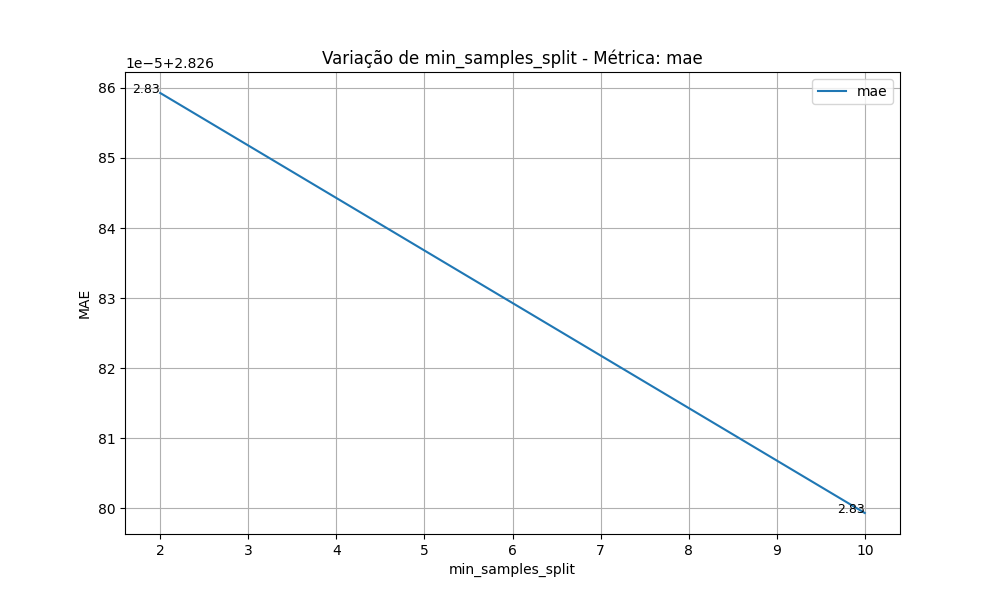 Variação de min_samples_split - Métrica: mae
1e−5+2.826
86
85
84
83
82
81
80
MAE
2.83
2.83
mae
2 3 4 5 6 7 8 9 10
min_samples_split